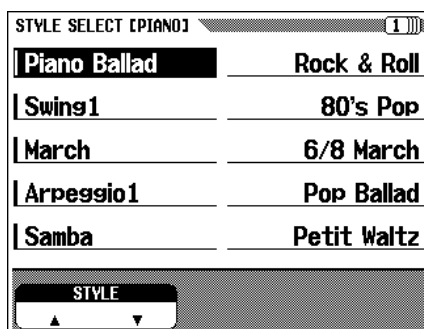 STYLE SELECT [PIANO] 1
Piano Ballad Rock & Roll
Swing1 80's Pop
March 6/8 March
Arpeggio1 Pop Ballad
Samba Petit Waltz
STYLE
▲ ▼